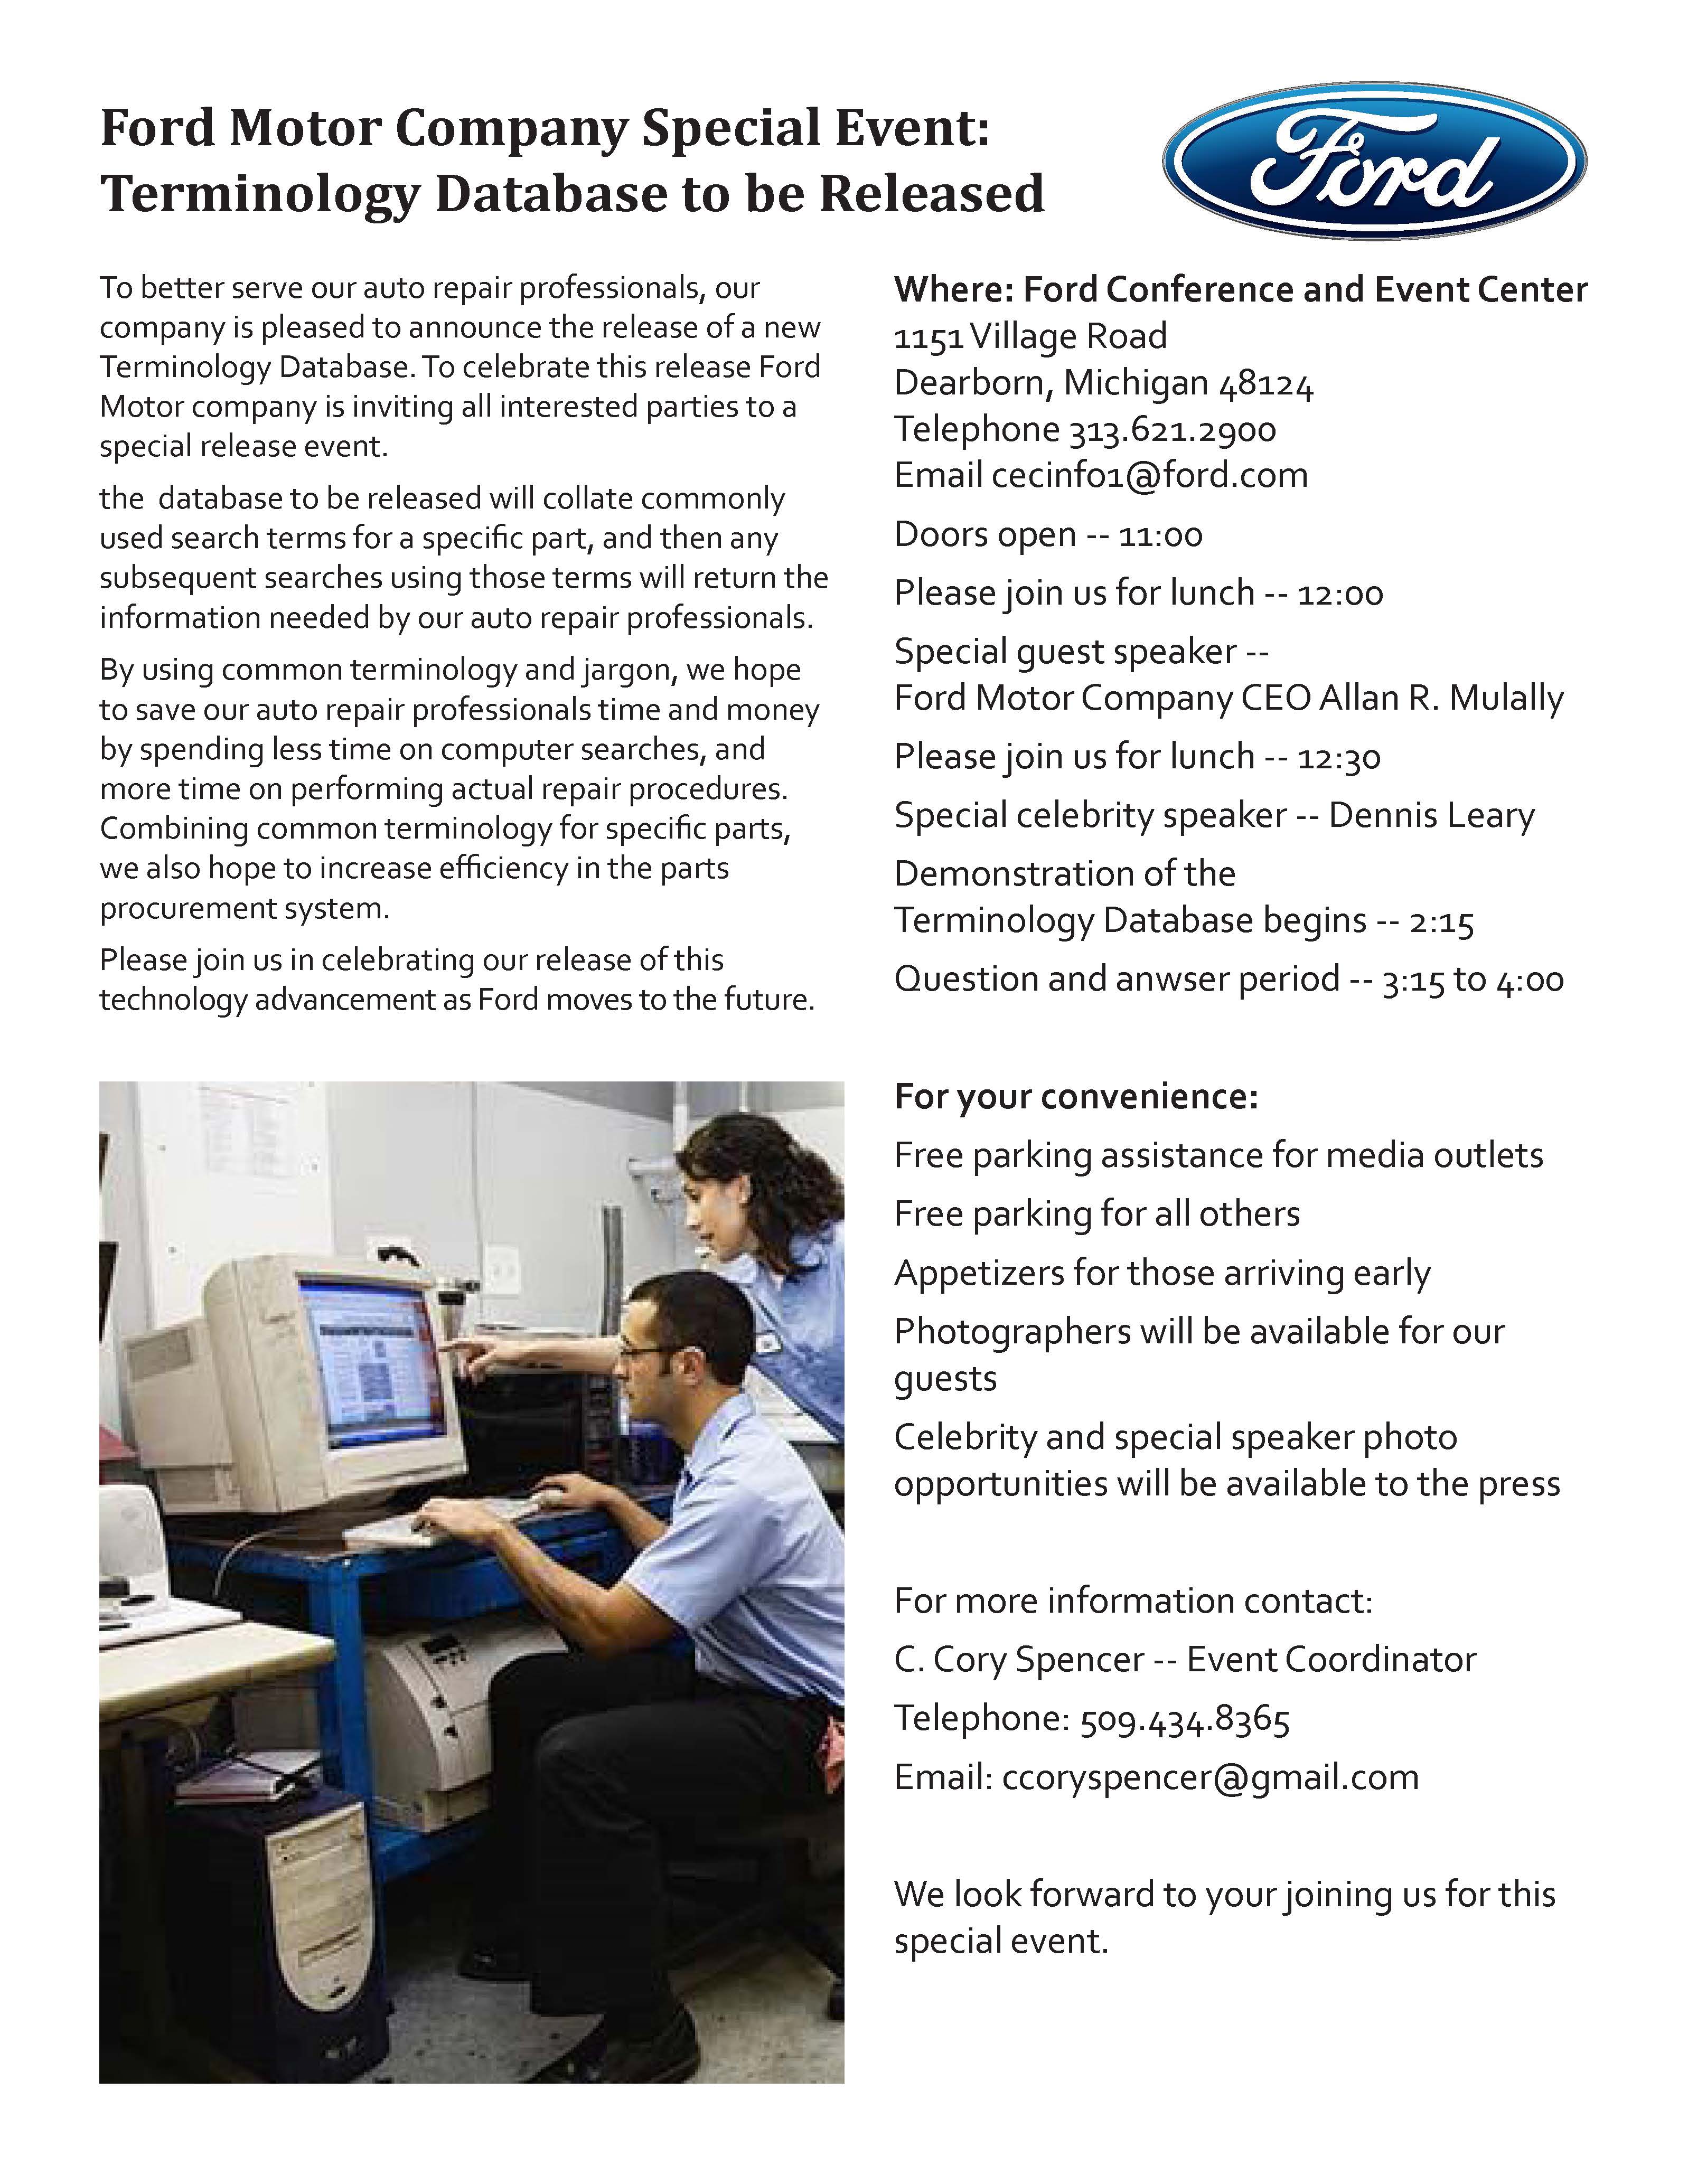 Ford Motor Company Special Event:
Terminology Database to be Released
Ford
To better serve our auto repair professionals, our
company is pleased to announce the release of a new
Terminology Database. To celebrate this release Ford
Motor company is inviting all interested parties to a
special release event.
the  database to be released will collate commonly
used search terms for a specific part, and then any
subsequent searches using those terms will return the
information needed by our auto repair professionals.
By using common terminology and jargon, we hope
to save our auto repair professionals time and money
by spending less time on computer searches, and
more time on performing actual repair procedures.
Combining common terminology for specific parts,
we also hope to increase efficiency in the parts
procurement system.
Please join us in celebrating our release of this
technology advancement as Ford moves to the future.
Where: Ford Conference and Event Center
1151 Village Road
Dearborn, Michigan 48124
Telephone 313.621.2900
Email cecinfo1@ford.com
Doors open -- 11:00
Please join us for lunch -- 12:00
Special guest speaker --
Ford Motor Company CEO Allan R. Mulally
Please join us for lunch -- 12:30
Special celebrity speaker -- Dennis Leary
Demonstration of the
Terminology Database begins -- 2:15
Question and anwser period -- 3:15 to 4:00
For your convenience:
Free parking assistance for media outlets
Free parking for all others
Appetizers for those arriving early
Photographers will be available for our
guests
Celebrity and special speaker photo
opportunities will be available to the press
For more information contact:
C. Cory Spencer -- Event Coordinator
Telephone: 509.434.8365
Email: ccoryspencer@gmail.com
We look forward to your joining us for this
special event.